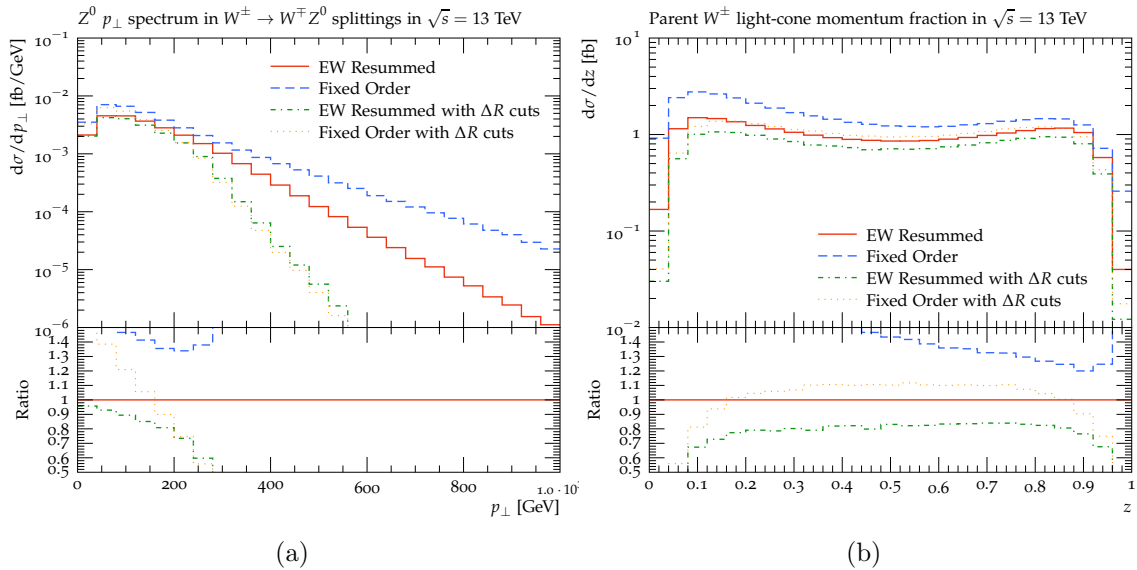 Z⁰ p⊥ spectrum in W± → W∓Z⁰ splittings in √s = 13 TeV
dσ/dp⊥ [fb/GeV]
10⁻¹
10⁻²
10⁻³
10⁻⁴
10⁻⁵
10⁻⁶
EW Resummed
Fixed Order
EW Resummed with ΔR cuts
Fixed Order with ΔR cuts
Ratio
1.4
1.3
1.2
1.1
1
0.9
0.8
0.7
0.6
0.5
0 200 400 600 800 1.0 · 10
p⊥ [GeV]
(a)
Parent W± light-cone momentum fraction in √s = 13 TeV
dσ/dz [fb]
10¹
1
10⁻¹
10⁻²
EW Resummed
Fixed Order
EW Resummed with ΔR cuts
Fixed Order with ΔR cuts
Ratio
1.4
1.3
1.2
1.1
1
0.9
0.8
0.7
0.6
0.5
0 0.1 0.2 0.3 0.4 0.5 0.6 0.7 0.8 0.9 1
z
(b)